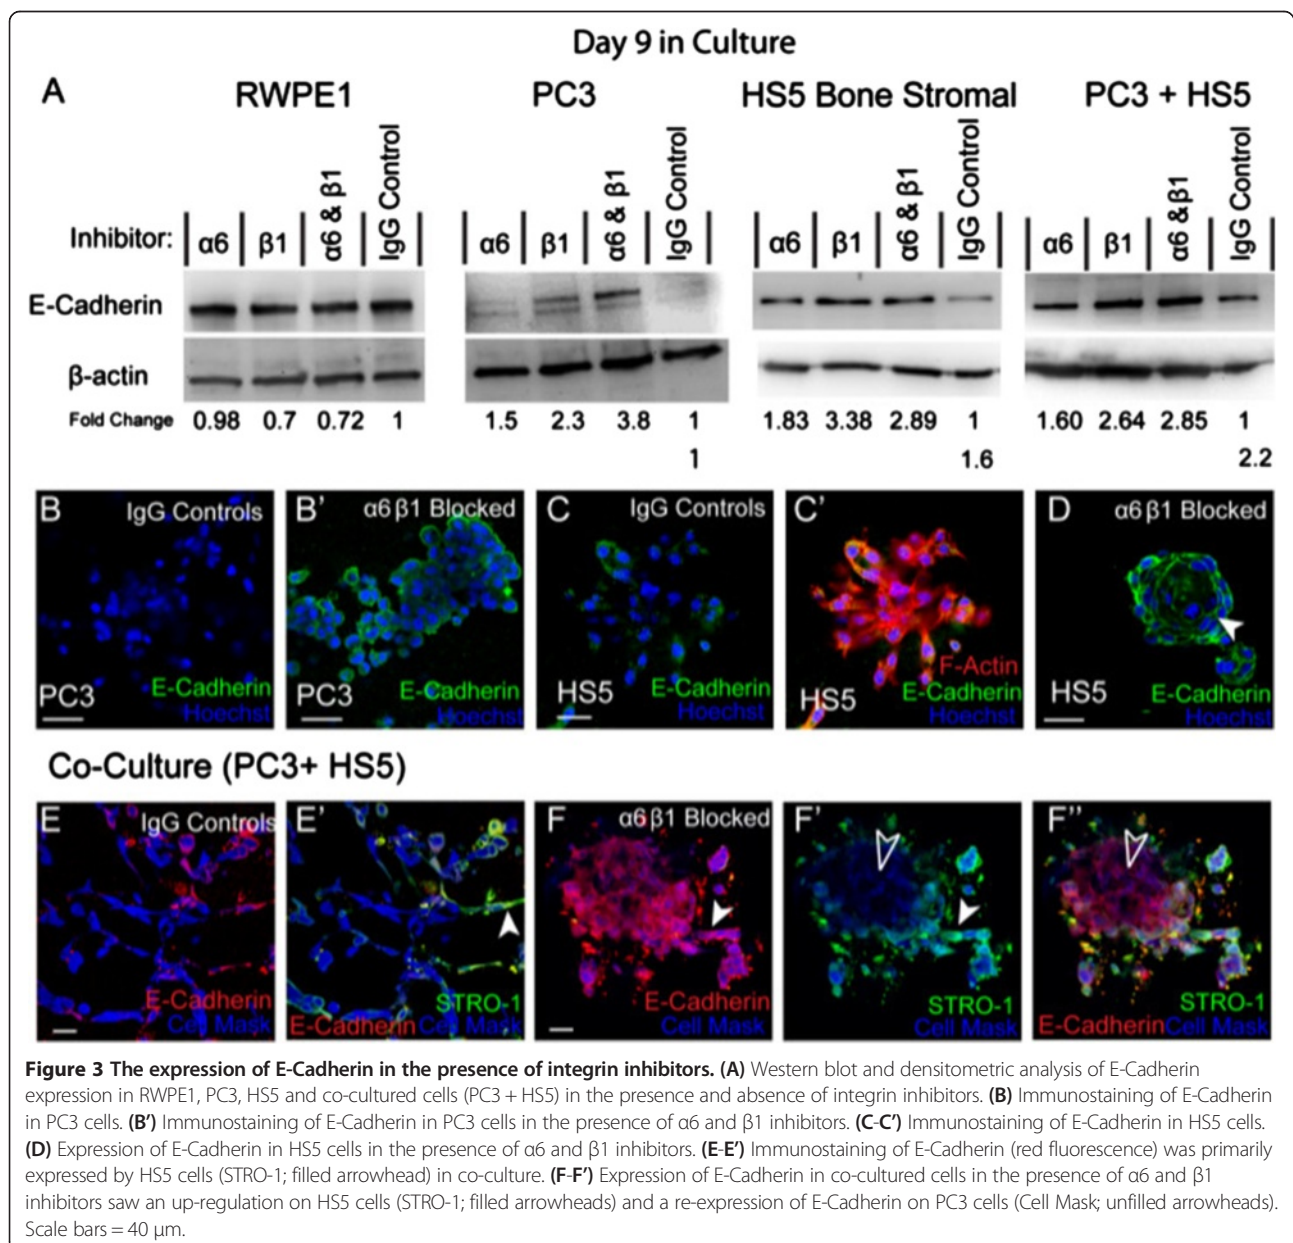 Day 9 in Culture
A RWPE1 PC3 HS5 Bone Stromal PC3 + HS5
Inhibitor: α6 β1 α6 & β1 IgG Control α6 β1 α6 & β1 IgG Control α6 β1 α6 & β1 IgG Control α6 β1 α6 & β1 IgG Control
E-Cadherin
β-actin
Fold Change 0.98 0.7 0.72 1 1.5 2.3 3.8 1 1.83 3.38 2.89 1 1.60 2.64 2.85 1
1 1.6 2.2
B IgG Controls B' α6 β1 Blocked C IgG Controls C' D α6 β1 Blocked
F-Actin
PC3 E-Cadherin PC3 E-Cadherin HS5 E-Cadherin HS5 E-Cadherin HS5 E-Cadherin
Hoechst Hoechst Hoechst Hoechst Hoechst
Co-Culture (PC3+ HS5)
E IgG Controls E' F α6 β1 Blocked F' F''
E-Cadherin STRO-1 E-Cadherin STRO-1 STRO-1
Cell Mask E-Cadherin Cell Mask Cell Mask Cell Mask E-Cadherin Cell Mask
Figure 3 The expression of E-Cadherin in the presence of integrin inhibitors. (A) Western blot and densitometric analysis of E-Cadherin
expression in RWPE1, PC3, HS5 and co-cultured cells (PC3 + HS5) in the presence and absence of integrin inhibitors. (B) Immunostaining of E-Cadherin
in PC3 cells. (B') Immunostaining of E-Cadherin in PC3 cells in the presence of α6 and β1 inhibitors. (C-C') Immunostaining of E-Cadherin in HS5 cells.
(D) Expression of E-Cadherin in HS5 cells in the presence of α6 and β1 inhibitors. (E-E') Immunostaining of E-Cadherin (red fluorescence) was primarily
expressed by HS5 cells (STRO-1; filled arrowhead) in co-culture. (F-F') Expression of E-Cadherin in co-cultured cells in the presence of α6 and β1
inhibitors saw an up-regulation on HS5 cells (STRO-1; filled arrowheads) and a re-expression of E-Cadherin on PC3 cells (Cell Mask; unfilled arrowheads).
Scale bars = 40 μm.